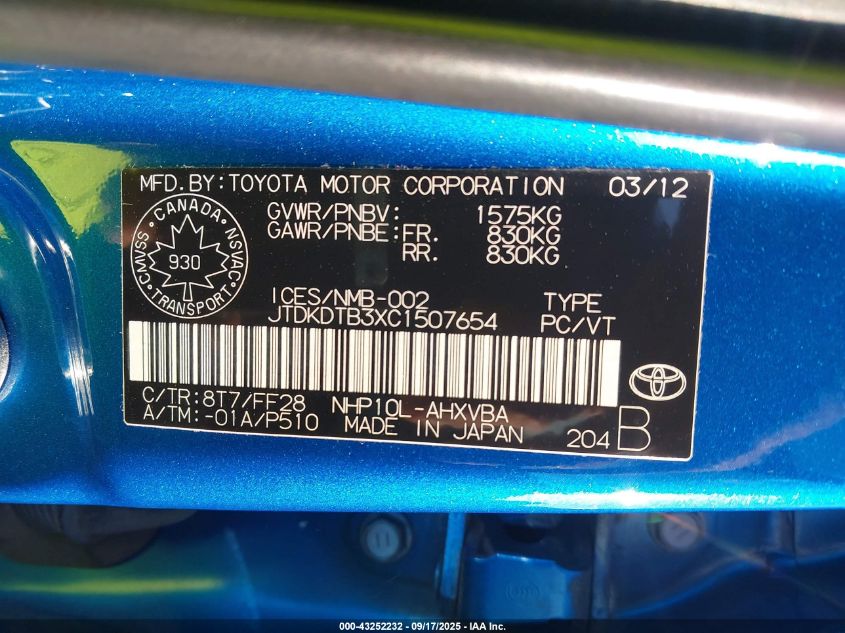 MFD.BY:TOYOTA MOTOR CORPORATION 03/12
GVWR/PNBV: 1575KG
GAWR/PNBE:FR. 830KG
RR. 830KG
CANADA
CMVSS 930 NSVAC
TRANSPORT
ICES/NMB-002 TYPE
JTDKDTB3XC1507654 PC/VT
C/TR:8T7/FF28 NHP10L-AHXVBA
A/TM:-01A/P510 MADE IN JAPAN 204 B
000-43252232 - 09/17/2025 - IAA Inc.